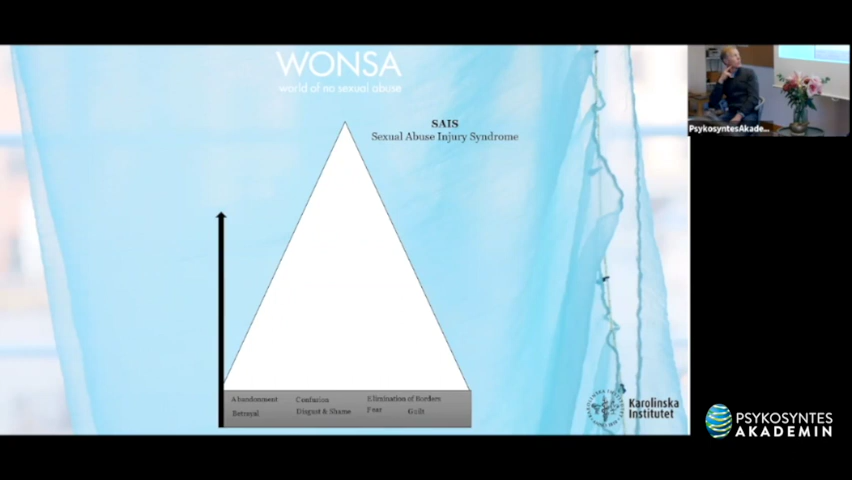 WONSA
world of no sexual abuse
SAIS
Sexual Abuse Injury Syndrome
PsykosyntesAkade...
Abandonment Confusion Elimination of Borders
Betrayal Disgust & Shame Fear Guilt
Karolinska
Institutet
PSYKOSYNTES
AKADEMIN